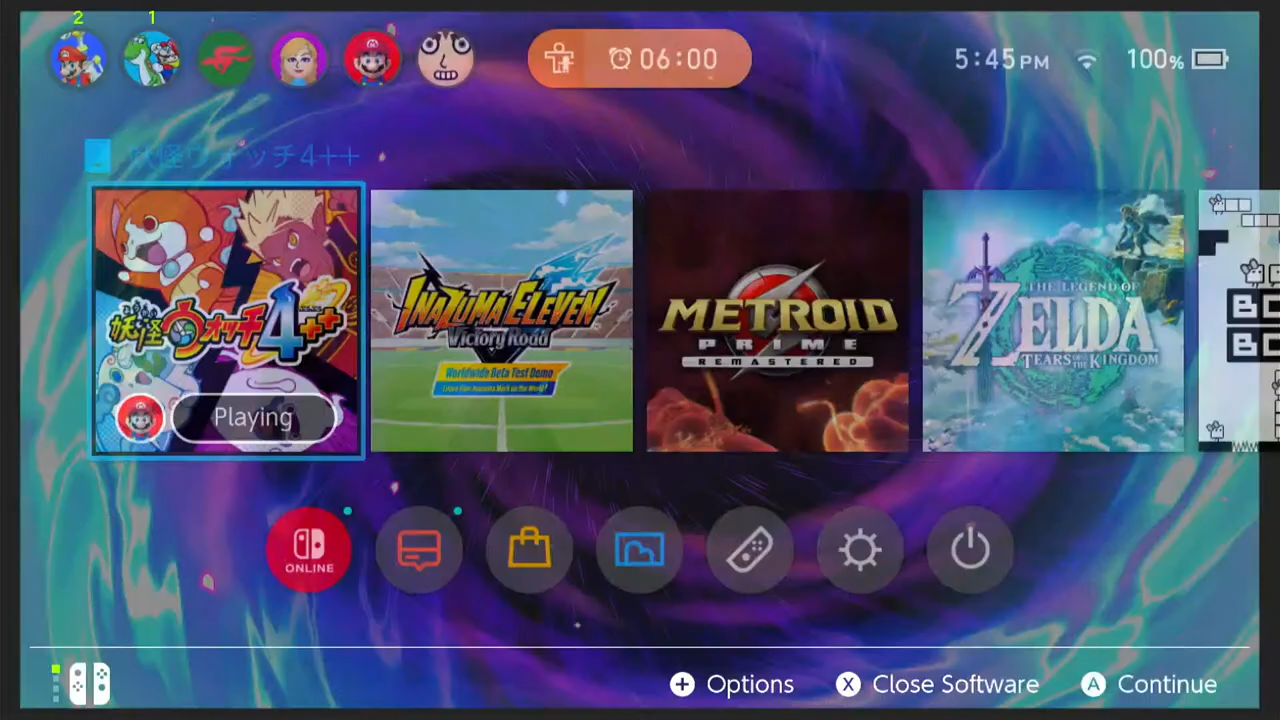 2 1
06:00
5:45 PM 100%
妖怪ウォッチ4++
妖怪ウォッチ4++
Playing
INAZUMA ELEVEN
Victory Road
Worldwide Beta Test Demo
METROID
PRIME
REMASTERED
THE LEGEND OF
ZELDA
TEARS OF THE KINGDOM
ONLINE
+ Options X Close Software A Continue